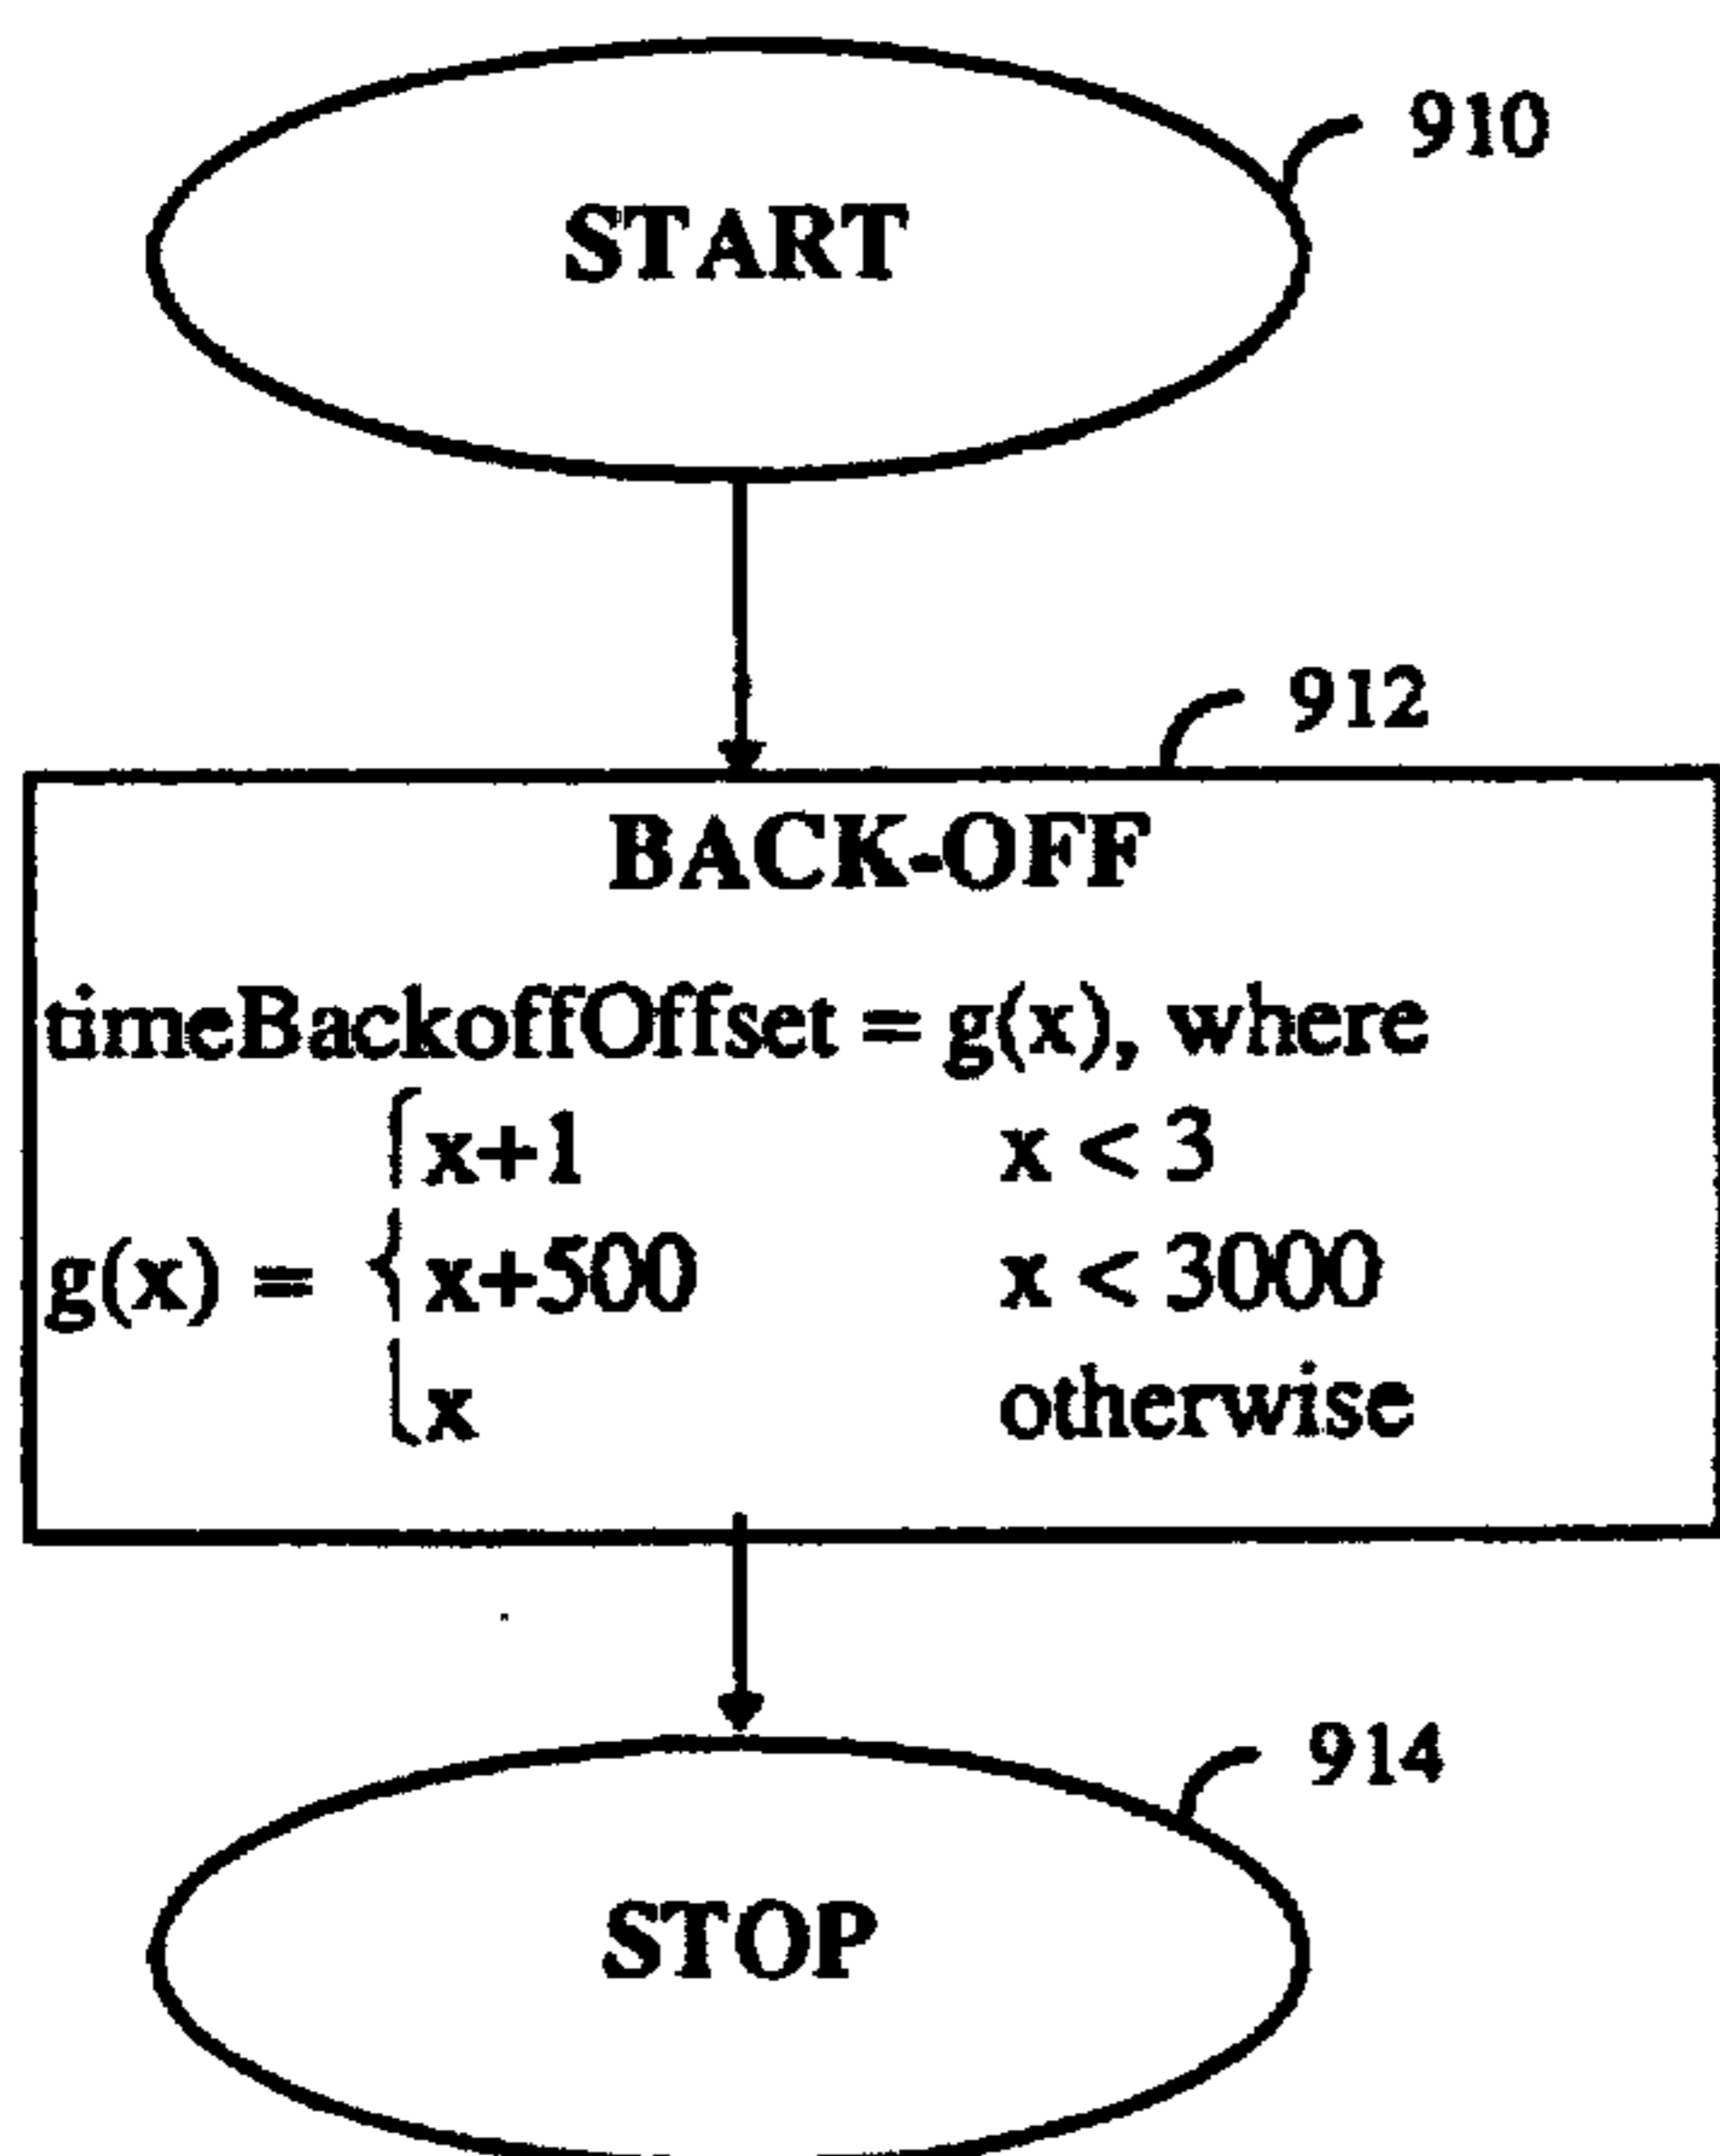 910
START
912
BACK-OFF
timeBackoffOffset = g(x), where
x+1 x < 3
g(x) = x+500 x < 3000
x otherwise
914
STOP